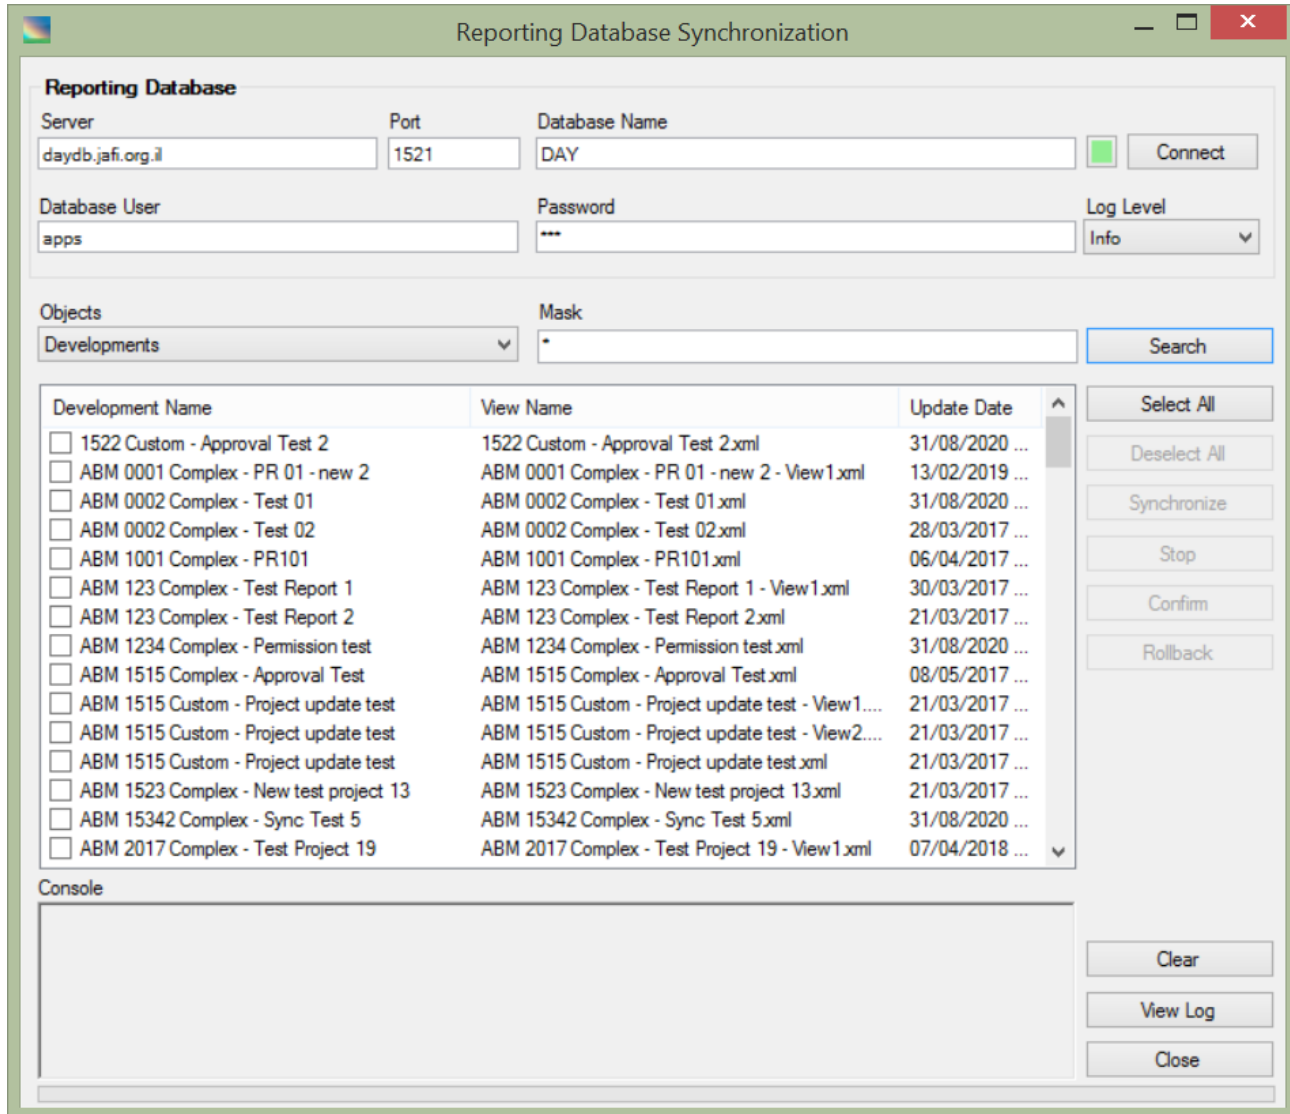 Reporting Database Synchronization
Reporting Database
Server Port Database Name
daydb.jafi.org.il 1521 DAY Connect
Database User Password Log Level
apps *** Info
Objects Mask
Developments * Search
Development Name View Name Update Date Select All
1522 Custom - Approval Test 2 1522 Custom - Approval Test 2.xml 31/08/2020 ...
Deselect All
ABM 0001 Complex - PR 01 - new 2 ABM 0001 Complex - PR 01 - new 2 - View1.xml 13/02/2019 ...
ABM 0002 Complex - Test 01 ABM 0002 Complex - Test 01.xml 31/08/2020 ... Synchronize
ABM 0002 Complex - Test 02 ABM 0002 Complex - Test 02.xml 28/03/2017 ...
ABM 1001 Complex - PR101 ABM 1001 Complex - PR101.xml 06/04/2017 ... Stop
ABM 123 Complex - Test Report 1 ABM 123 Complex - Test Report 1 - View1.xml 30/03/2017 ...
Confirm
ABM 123 Complex - Test Report 2 ABM 123 Complex - Test Report 2.xml 21/03/2017 ...
ABM 1234 Complex - Permission test ABM 1234 Complex - Permission test.xml 31/08/2020 ... Rollback
ABM 1515 Complex - Approval Test ABM 1515 Complex - Approval Test.xml 08/05/2017 ...
ABM 1515 Custom - Project update test ABM 1515 Custom - Project update test - View1.... 21/03/2017 ...
ABM 1515 Custom - Project update test ABM 1515 Custom - Project update test - View2.... 21/03/2017 ...
ABM 1515 Custom - Project update test ABM 1515 Custom - Project update test.xml 21/03/2017 ...
ABM 1523 Complex - New test project 13 ABM 1523 Complex - New test project 13.xml 21/03/2017 ...
ABM 15342 Complex - Sync Test 5 ABM 15342 Complex - Sync Test 5.xml 31/08/2020 ...
ABM 2017 Complex - Test Project 19 ABM 2017 Complex - Test Project 19 - View1.xml 07/04/2018 ...
Console
Clear
View Log
Close